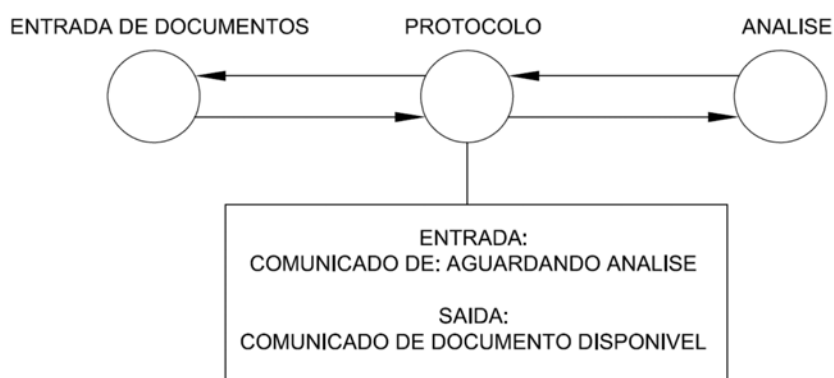 ENTRADA DE DOCUMENTOS
PROTOCOLO
ANALISE
ENTRADA:
COMUNICADO DE: AGUARDANDO ANALISE
SAIDA:
COMUNICADO DE DOCUMENTO DISPONIVEL